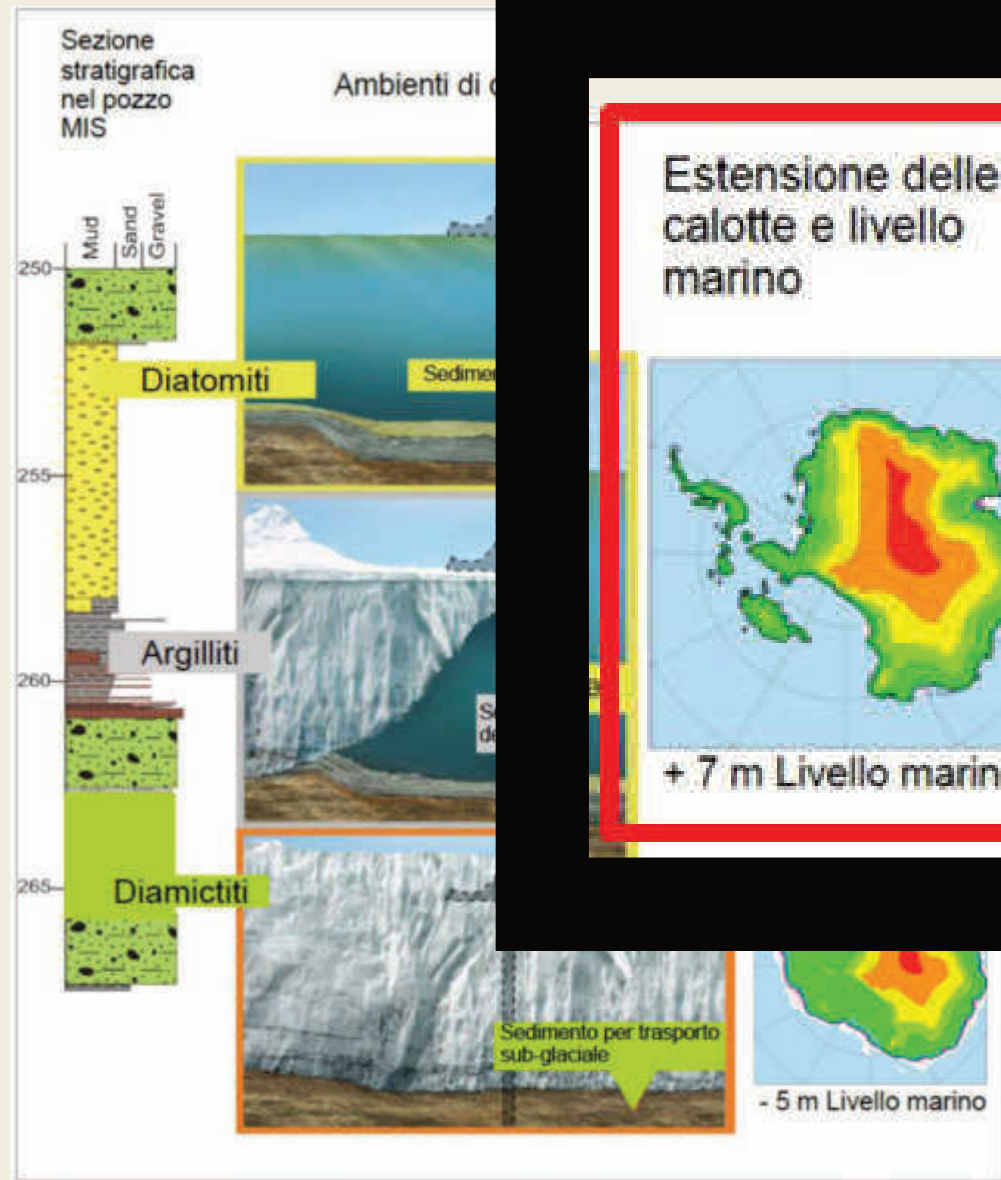 Sezione
stratigrafica
nel pozzo
MIS
Ambienti di
Mud
Sand
Gravel
250
255
260
265
Diatomiti
Argilliti
Diamictiti
Sedimento per trasporto
sub-glaciale
Estensione delle
calotte e livello
marino
+ 7 m Livello marin
- 5 m Livello marino